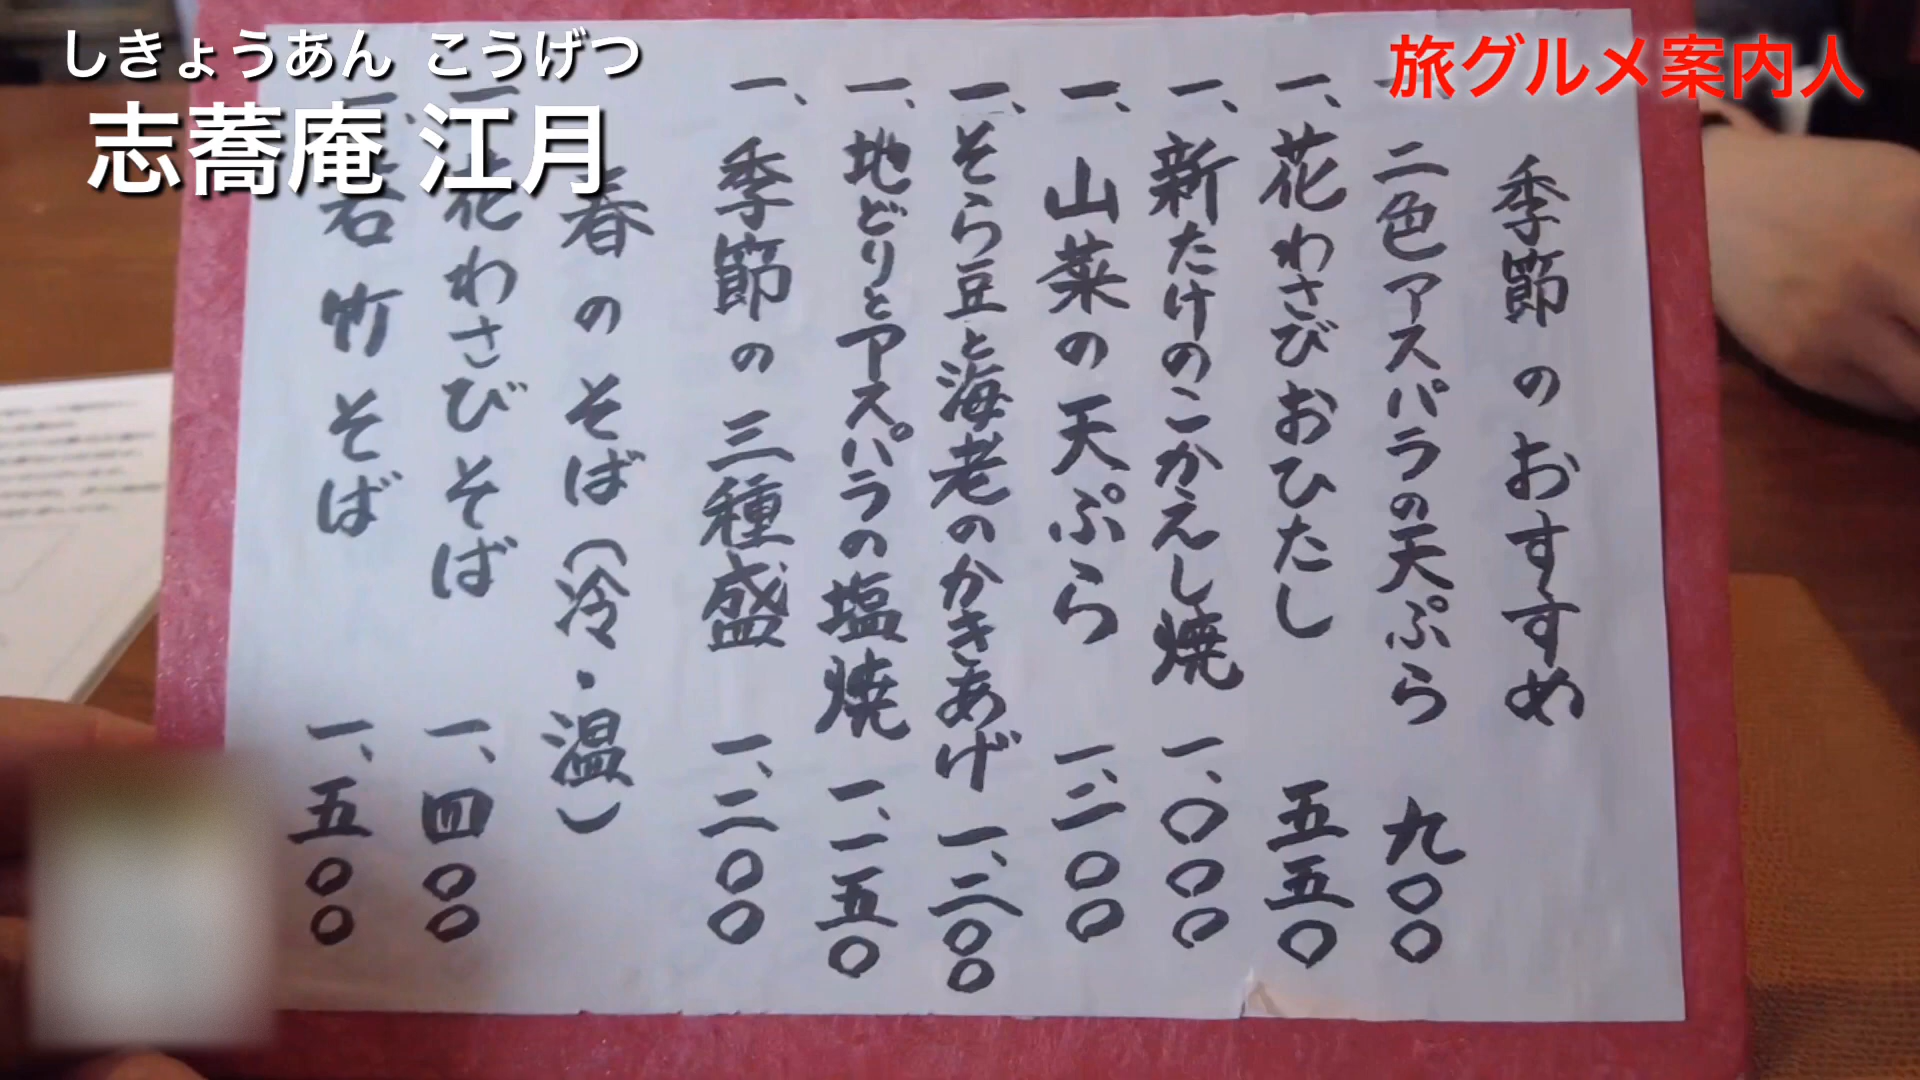 しきょうあん こうげつ
志蕎庵 江月
旅グルメ案内人
季節のおすすめ
二色アスパラの天ぷら 九〇〇
一、花わさびおひたし 五五〇
一、新たけのこかえし焼 一、〇〇〇
一、山菜の天ぷら 一、二〇〇
一、そら豆と海老のかきあげ 一、二〇〇
一、地どりとアスパラの塩焼 一、一五〇
一、季節の三種盛 一、二〇〇
春のそば（冷・温）
一、花わさびそば 一、四〇〇
一、若竹そば 一、五〇〇